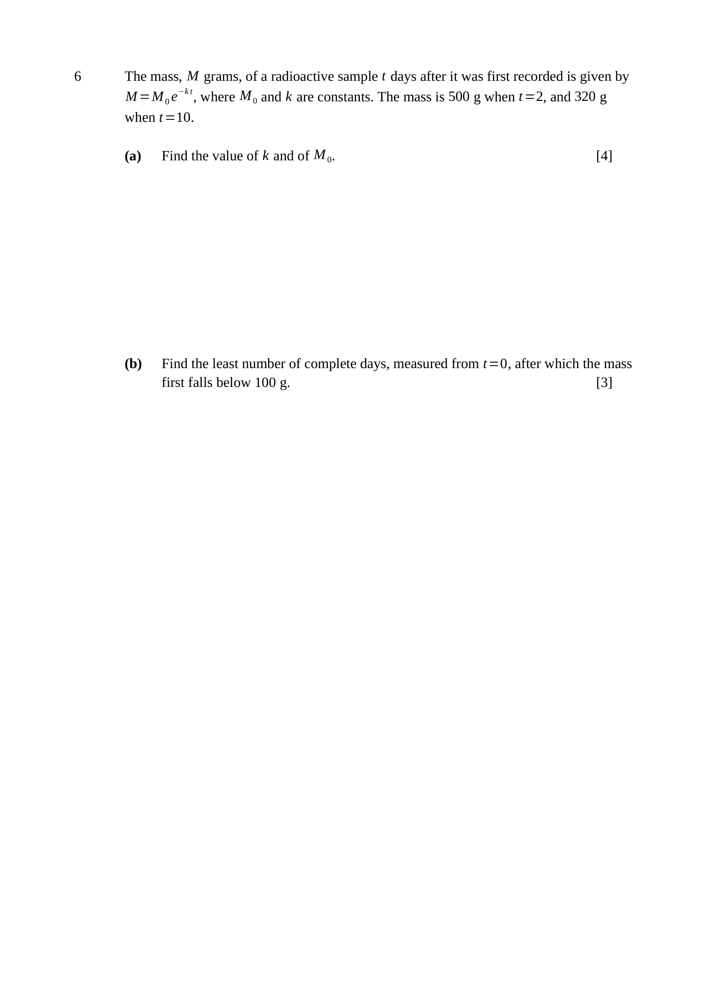 6 The mass, M grams, of a radioactive sample t days after it was first recorded is given by
M=M₀e^{−kt}, where M₀ and k are constants. The mass is 500 g when t=2, and 320 g
when t=10.
(a) Find the value of k and of M₀. [4]
(b) Find the least number of complete days, measured from t=0, after which the mass
first falls below 100 g. [3]